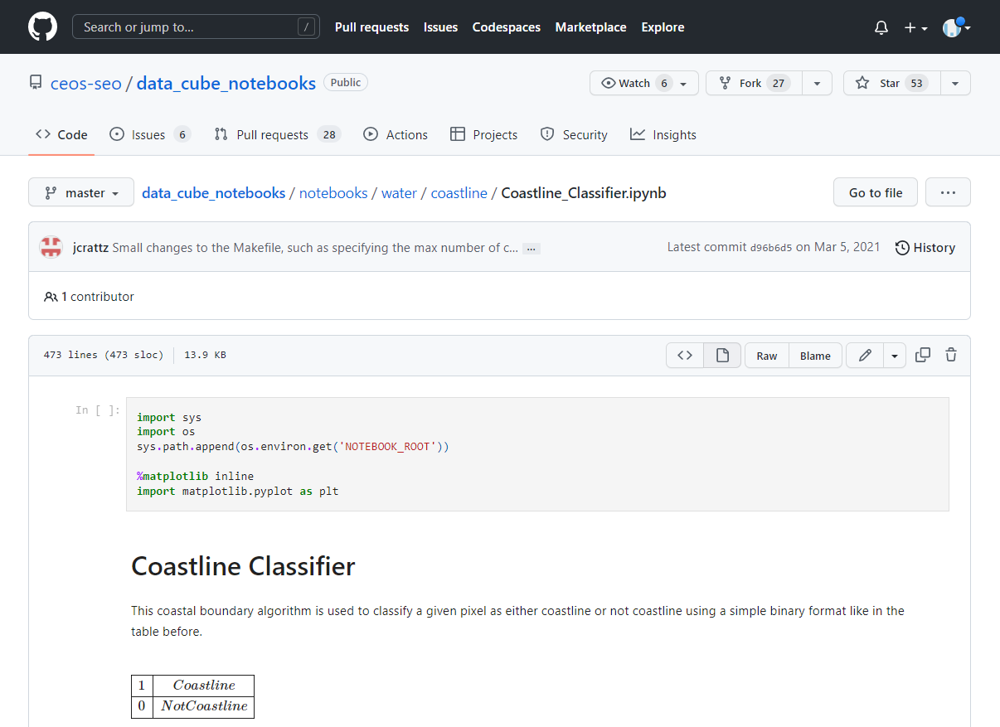 Search or jump to... / Pull requests Issues Codespaces Marketplace Explore
ceos-seo / data_cube_notebooks Public Watch 6 Fork 27 Star 53
Code Issues 6 Pull requests 28 Actions Projects Security Insights
master data_cube_notebooks / notebooks / water / coastline / Coastline_Classifier.ipynb Go to file ...
jcrattz Small changes to the Makefile, such as specifying the max number of c... ... Latest commit d96b6d5 on Mar 5, 2021 History
1 contributor
473 lines (473 sloc) 13.9 KB <> Raw Blame
In [ ]:
import sys
import os
sys.path.append(os.environ.get('NOTEBOOK_ROOT'))
%matplotlib inline
import matplotlib.pyplot as plt
Coastline Classifier
This coastal boundary algorithm is used to classify a given pixel as either coastline or not coastline using a simple binary format like in the
table before.
1 Coastline
0 NotCoastline